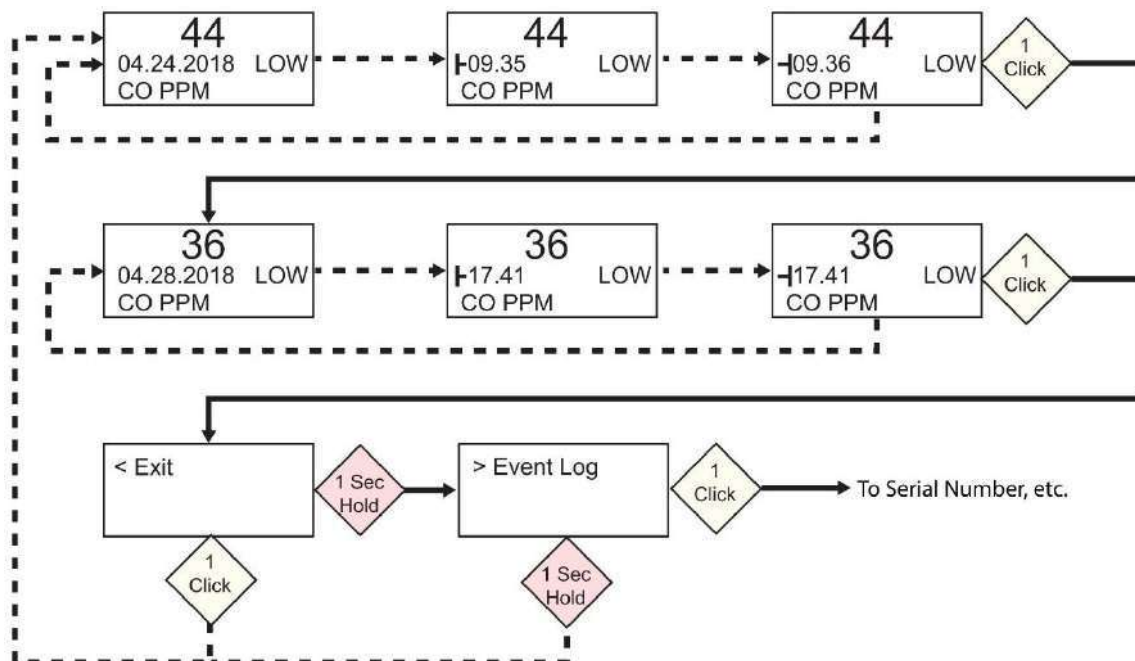 44
04.24.2018 LOW
CO PPM
44
09.35 LOW
CO PPM
44
09.36 LOW
CO PPM
1
Click
36
04.28.2018 LOW
CO PPM
36
17.41 LOW
CO PPM
36
17.41 LOW
CO PPM
1
Click
< Exit
1 Sec
Hold
> Event Log
1
Click
To Serial Number, etc.
1
Click
1 Sec
Hold